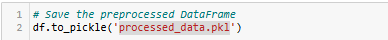 1 # Save the preprocessed DataFrame
2 df.to_pickle('processed_data.pkl')